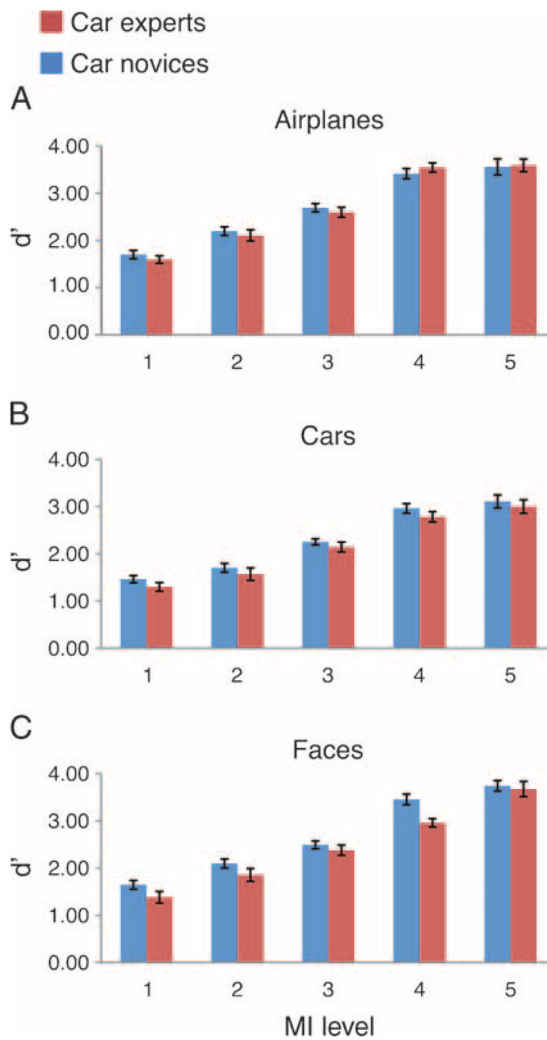 Car experts
Car novices
A
Airplanes
4.00
3.00
2.00
1.00
0.00
d'
1 2 3 4 5
B
Cars
4.00
3.00
2.00
1.00
0.00
d'
1 2 3 4 5
C
Faces
4.00
3.00
2.00
1.00
0.00
d'
1 2 3 4 5
MI level